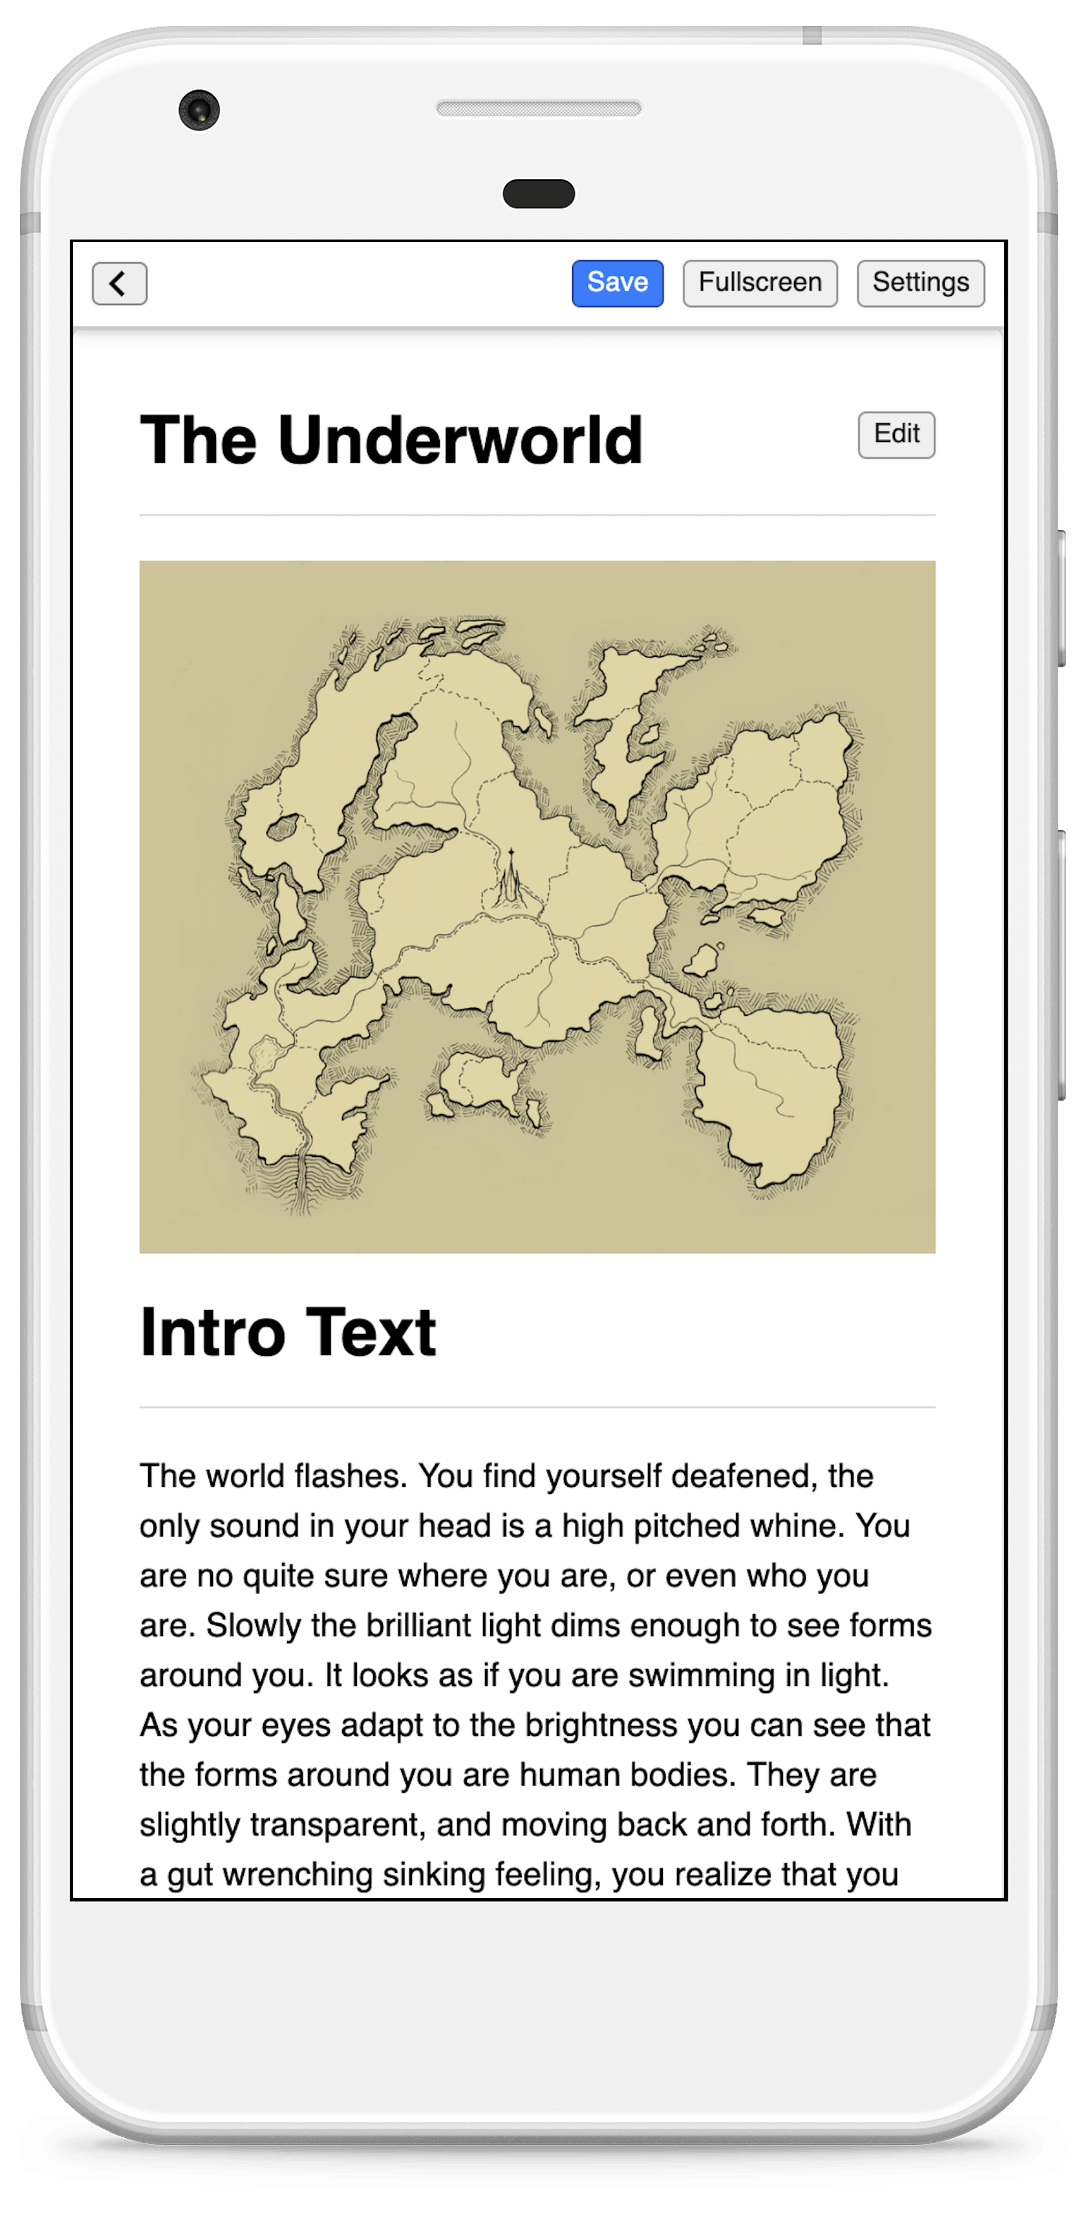 Save Fullscreen Settings
The Underworld Edit
Intro Text
The world flashes. You find yourself deafened, the
only sound in your head is a high pitched whine. You
are no quite sure where you are, or even who you
are. Slowly the brilliant light dims enough to see forms
around you. It looks as if you are swimming in light.
As your eyes adapt to the brightness you can see that
the forms around you are human bodies. They are
slightly transparent, and moving back and forth. With
a gut wrenching sinking feeling, you realize that you